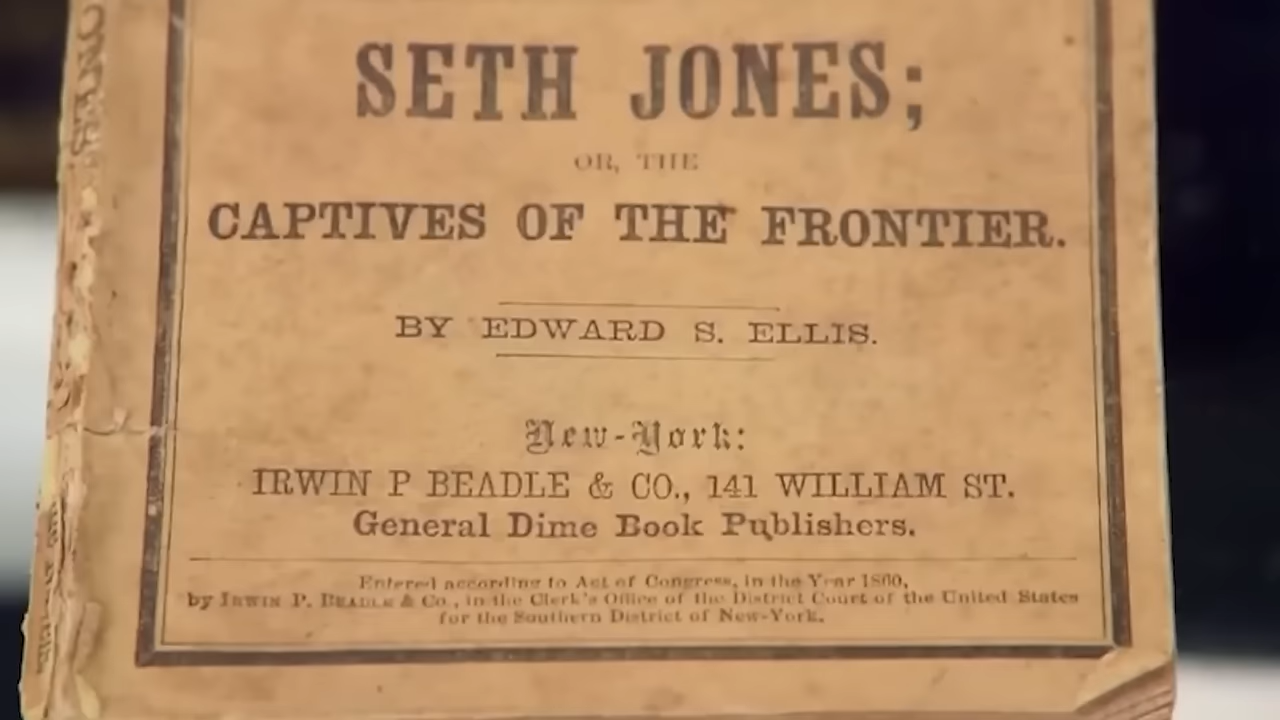 SETH JONES;
OR, THE
CAPTIVES OF THE FRONTIER.
BY EDWARD S. ELLIS.
New-York:
IRWIN P BEADLE & CO., 141 WILLIAM ST.
General Dime Book Publishers.
Entered according to Act of Congress, in the Year 1860,
by IRWIN P. BEADLE & Co., in the Clerk's Office of the District Court of the United States
for the Southern District of New-York.